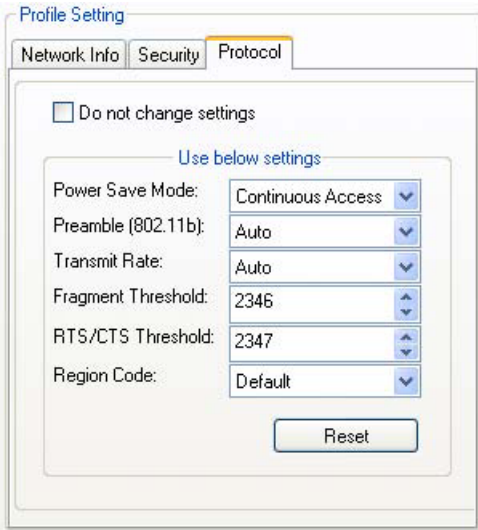 Profile Setting
Network Info Security Protocol
Do not change settings
Use below settings
Power Save Mode: Continuous Access
Preamble (802.11b): Auto
Transmit Rate: Auto
Fragment Threshold: 2346
RTS/CTS Threshold: 2347
Region Code: Default
Reset